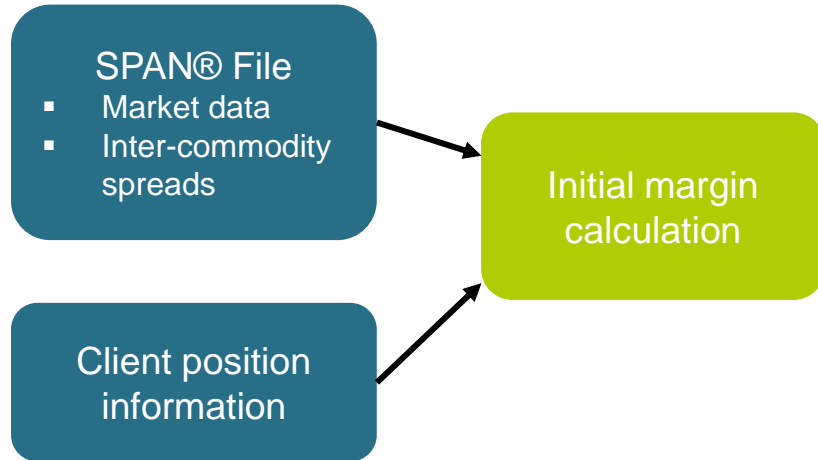 SPAN® File
▪ Market data
▪ Inter-commodity
spreads
Initial margin
calculation
Client position
information